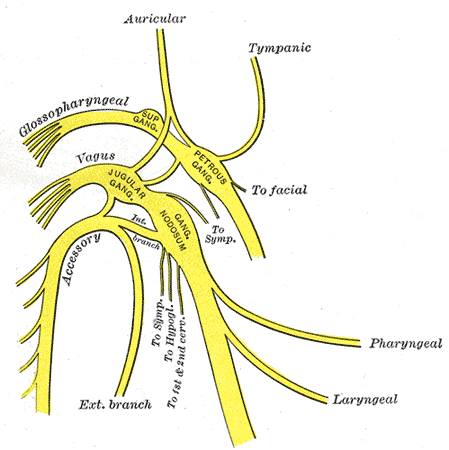 Auricular
Tympanic
Glossopharyngeal
SUP.
GANG.
PETROUS
GANG.
Vagus
JUGULAR
GANG.
To facial
GANG.
NODOSUM
To
Symp.
Int.
branch
Accessory
To Symp.
To Hypogl.
To 1st & 2nd cerv.
Pharyngeal
Ext. branch
Laryngeal